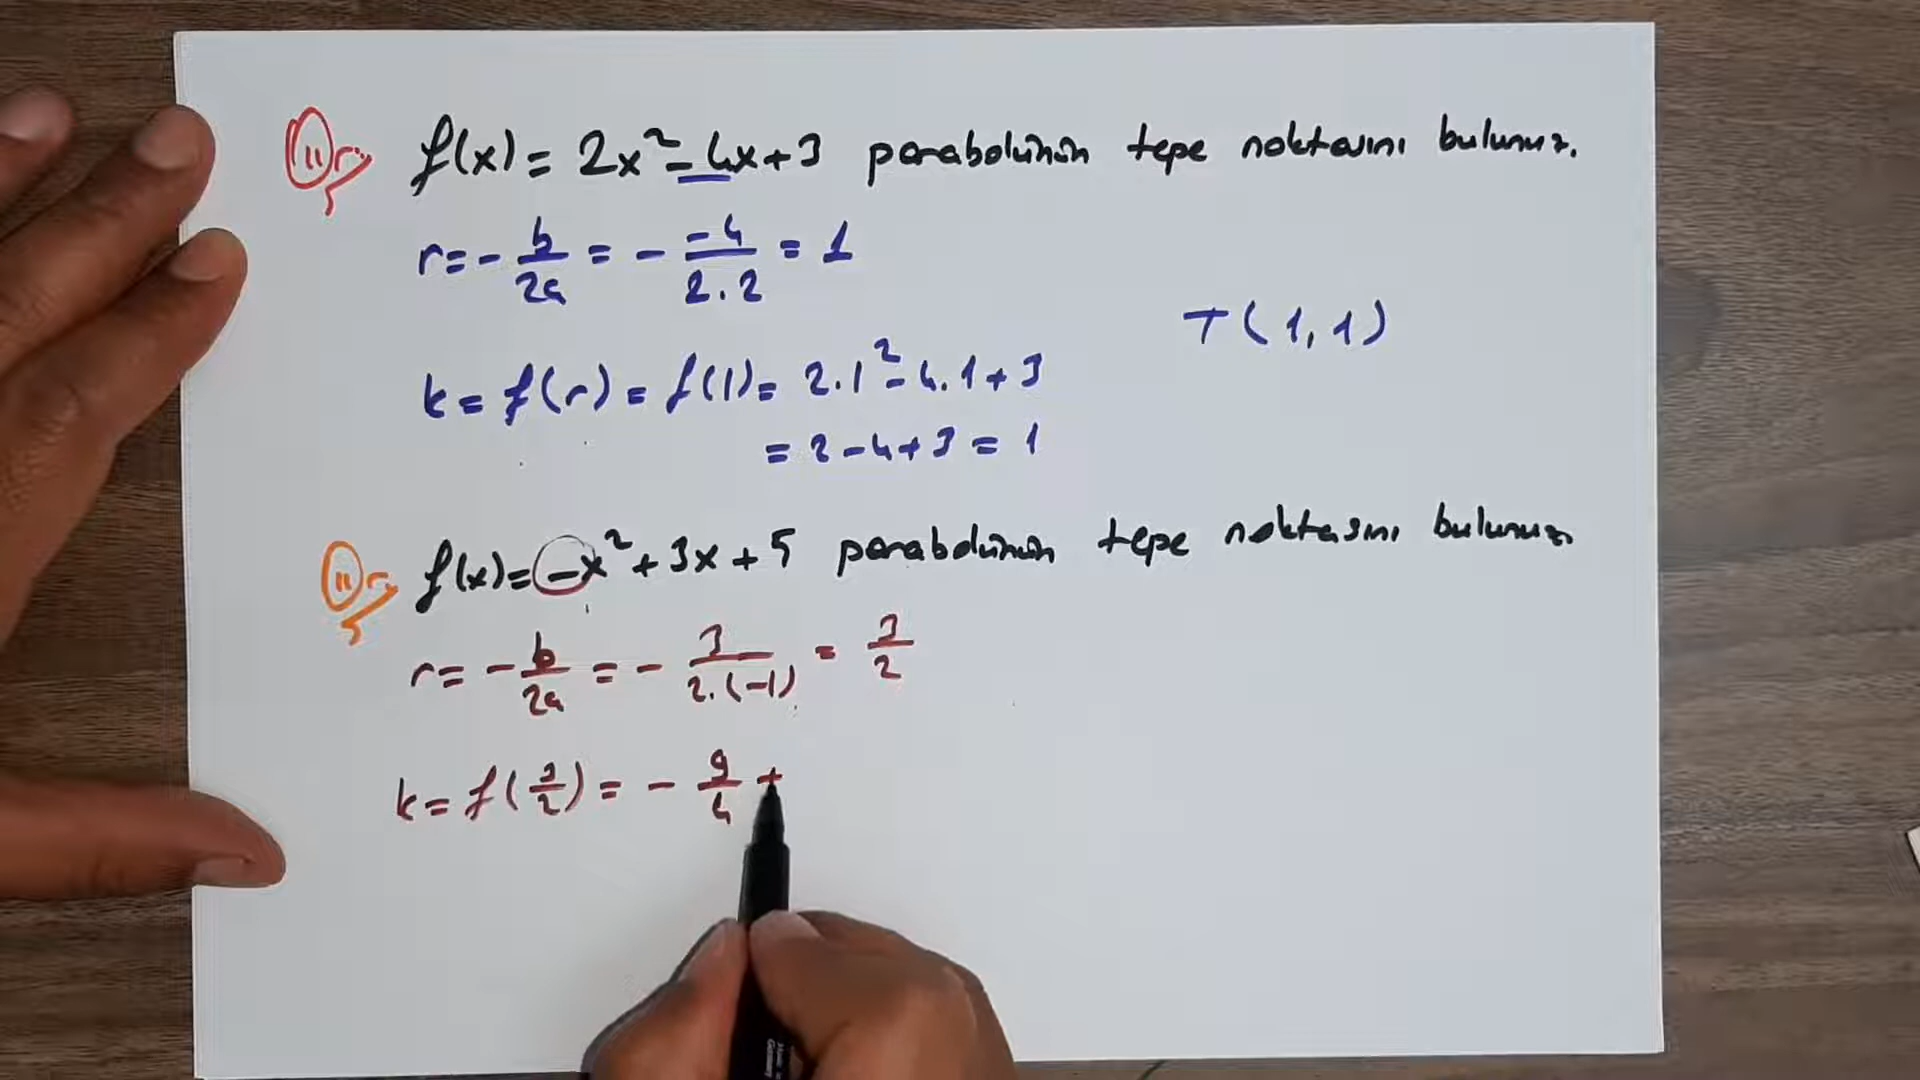 Ör f(x) = 2x² - 4x + 3 parabolünün tepe noktasını bulunuz.
r = - b/2a = - -4/2.2 = 1
T(1,1)
k = f(r) = f(1) = 2.1² - 4.1 + 3
= 2 - 4 + 3 = 1
Ör f(x) = -x² + 3x + 5 parabolünün tepe noktasını bulunuz
r = - b/2a = - 3/2.(-1) = 3/2
k = f(3/2) = - 9/4 +